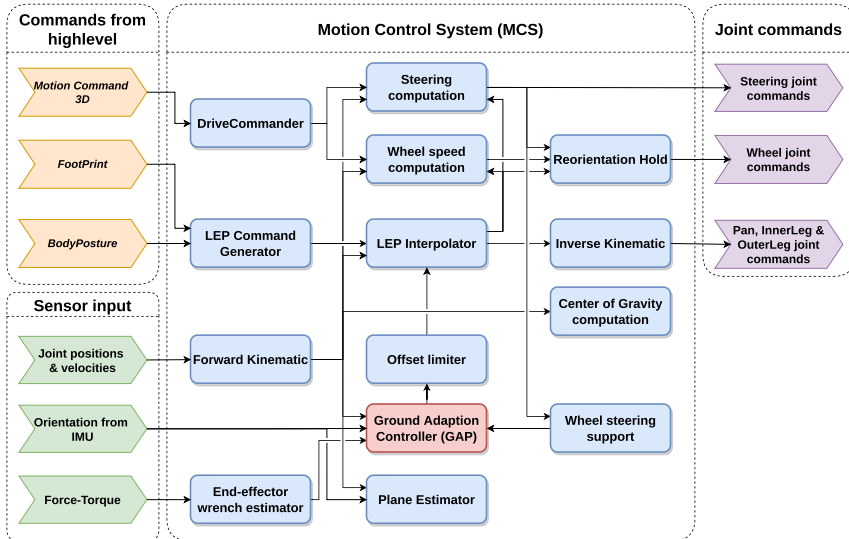 Commands from
highlevel
Motion Command
3D
FootPrint
BodyPosture
Sensor input
Joint positions
& velocities
Orientation from
IMU
Force-Torque
Motion Control System (MCS)
DriveCommander
LEP Command
Generator
Forward Kinematic
End-effector
wrench estimator
Steering
computation
Wheel speed
computation
LEP Interpolator
Offset limiter
Ground Adaption
Controller (GAP)
Plane Estimator
Reorientation Hold
Inverse Kinematic
Center of Gravity
computation
Wheel steering
support
Joint commands
Steering joint
commands
Wheel joint
commands
Pan, InnerLeg &
OuterLeg joint
commands